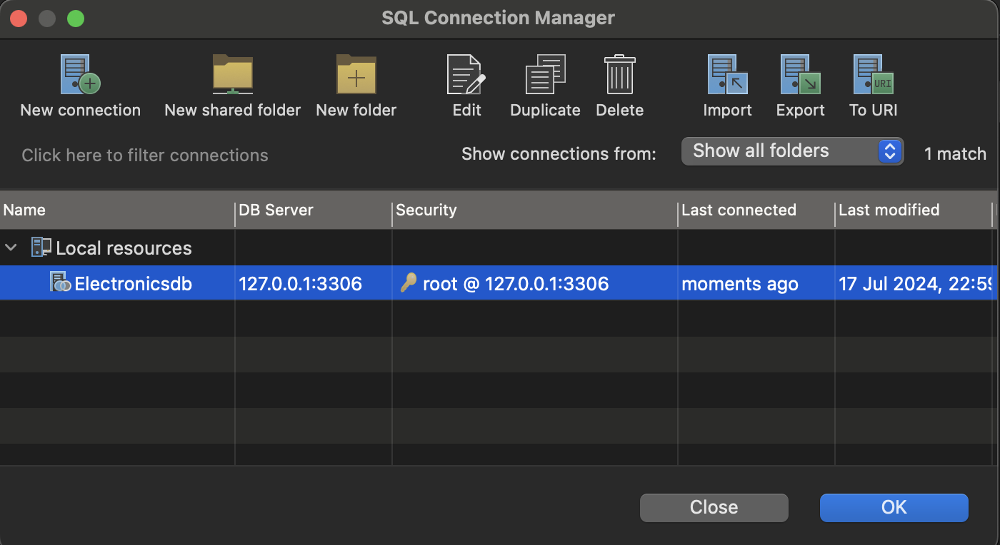 SQL Connection Manager
New connection New shared folder New folder Edit Duplicate Delete Import Export URI To URI
Click here to filter connections Show connections from: Show all folders 1 match
Name DB Server Security Last connected Last modified
Local resources
Electronicsdb 127.0.0.1:3306 root @ 127.0.0.1:3306 moments ago 17 Jul 2024, 22:59
Close OK